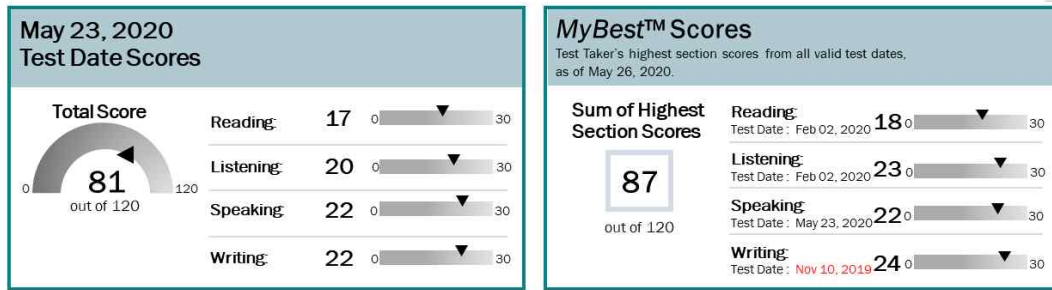 May 23, 2020
Test Date Scores
Total Score
0
81
120
out of 120
Reading: 17 0 30
Listening: 20 0 30
Speaking: 22 0 30
Writing: 22 0 30
MyBest™ Scores
Test Taker's highest section scores from all valid test dates,
as of May 26, 2020.
Sum of Highest
Section Scores
87
out of 120
Reading:
Test Date : Feb 02, 2020 18 0 30
Listening:
Test Date : Feb 02, 2020 23 0 30
Speaking:
Test Date : May 23, 2020 22 0 30
Writing:
Test Date : Nov 10, 2019 24 0 30